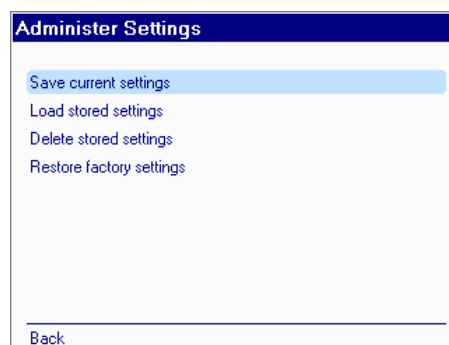 Administer Settings
Save current settings
Load stored settings
Delete stored settings
Restore factory settings
Back